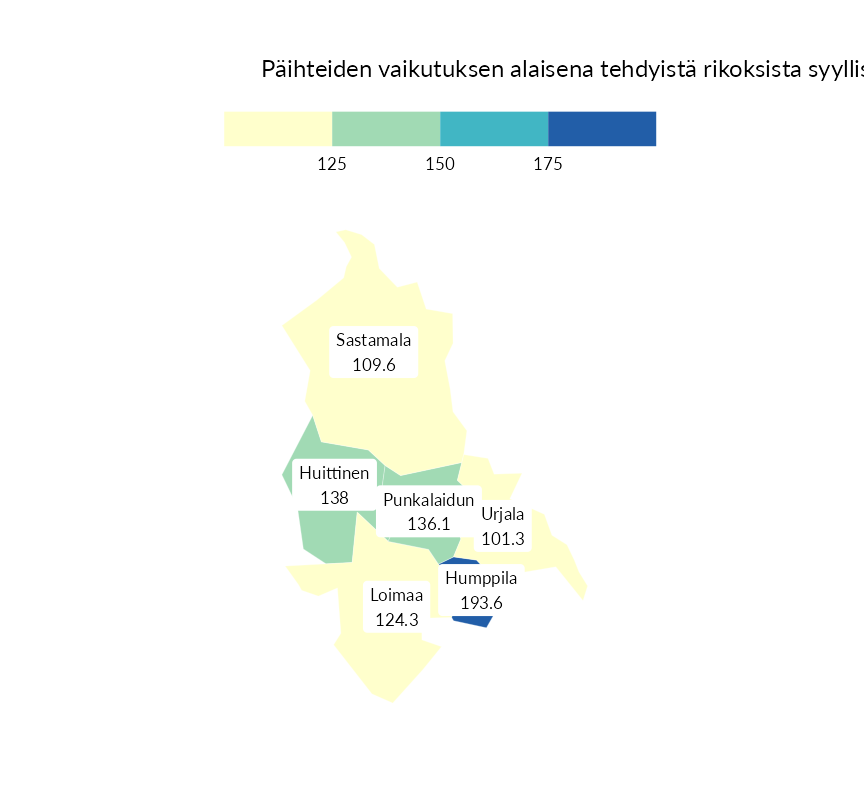 Päihteiden vaikutuksen alaisena tehdyistä rikoksista
125 150 175
Sastamala
109.6
Huittinen
138
Punkalaidun
136.1
Urjala
101.3
Humppila
193.6
Loimaa
124.3